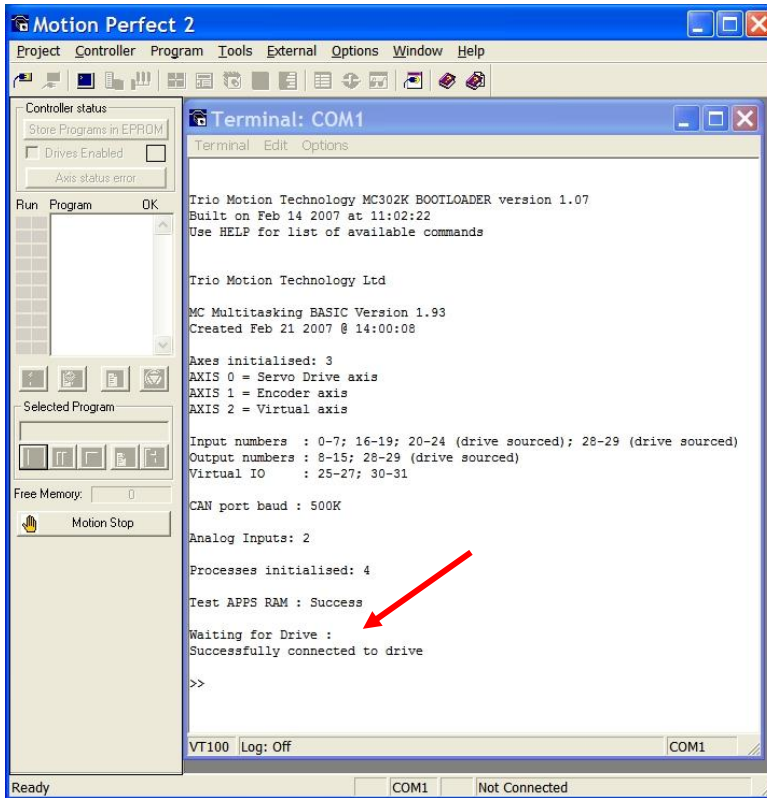 Motion Perfect 2
Project Controller Program Tools External Options Window Help
Controller status
Store Programs in EPROM
Drives Enabled
Axis status error
Run Program OK
Selected Program
Free Memory: 0
Motion Stop
Terminal: COM1
Terminal Edit Options
Trio Motion Technology MC302K BOOTLOADER version 1.07
Built on Feb 14 2007 at 11:02:22
Use HELP for list of available commands
Trio Motion Technology Ltd
MC Multitasking BASIC Version 1.93
Created Feb 21 2007 @ 14:00:08
Axes initialised: 3
AXIS 0 = Servo Drive axis
AXIS 1 = Encoder axis
AXIS 2 = Virtual axis
Input numbers : 0-7; 16-19; 20-24 (drive sourced); 28-29 (drive sourced)
Output numbers : 8-15; 28-29 (drive sourced)
Virtual IO : 25-27; 30-31
CAN port baud : 500K
Analog Inputs: 2
Processes initialised: 4
Test APPS RAM : Success
Waiting for Drive :
Successfully connected to drive
>>
VT100 Log: Off COM1
Ready COM1 Not Connected